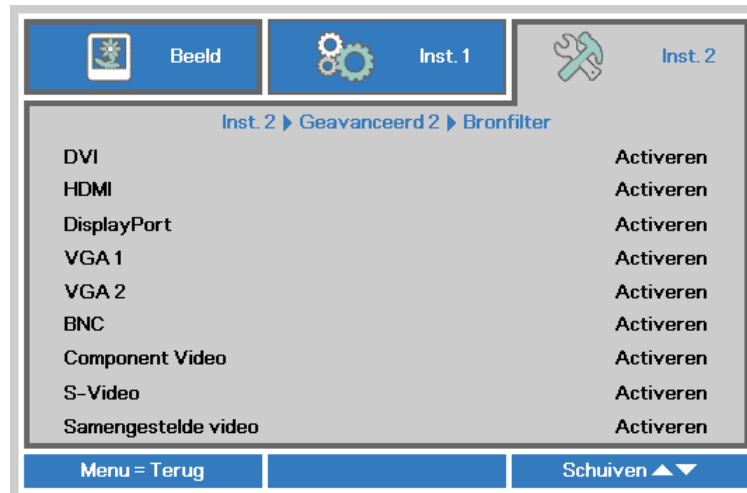 Beeld Inst. 1 Inst. 2
Inst. 2 Geavanceerd 2 Bronfilter
DVI Activeren
HDMI Activeren
DisplayPort Activeren
VGA 1 Activeren
VGA 2 Activeren
BNC Activeren
Component Video Activeren
S-Video Activeren
Samengestelde video Activeren
Menu = Terug Schuiven ▲▼